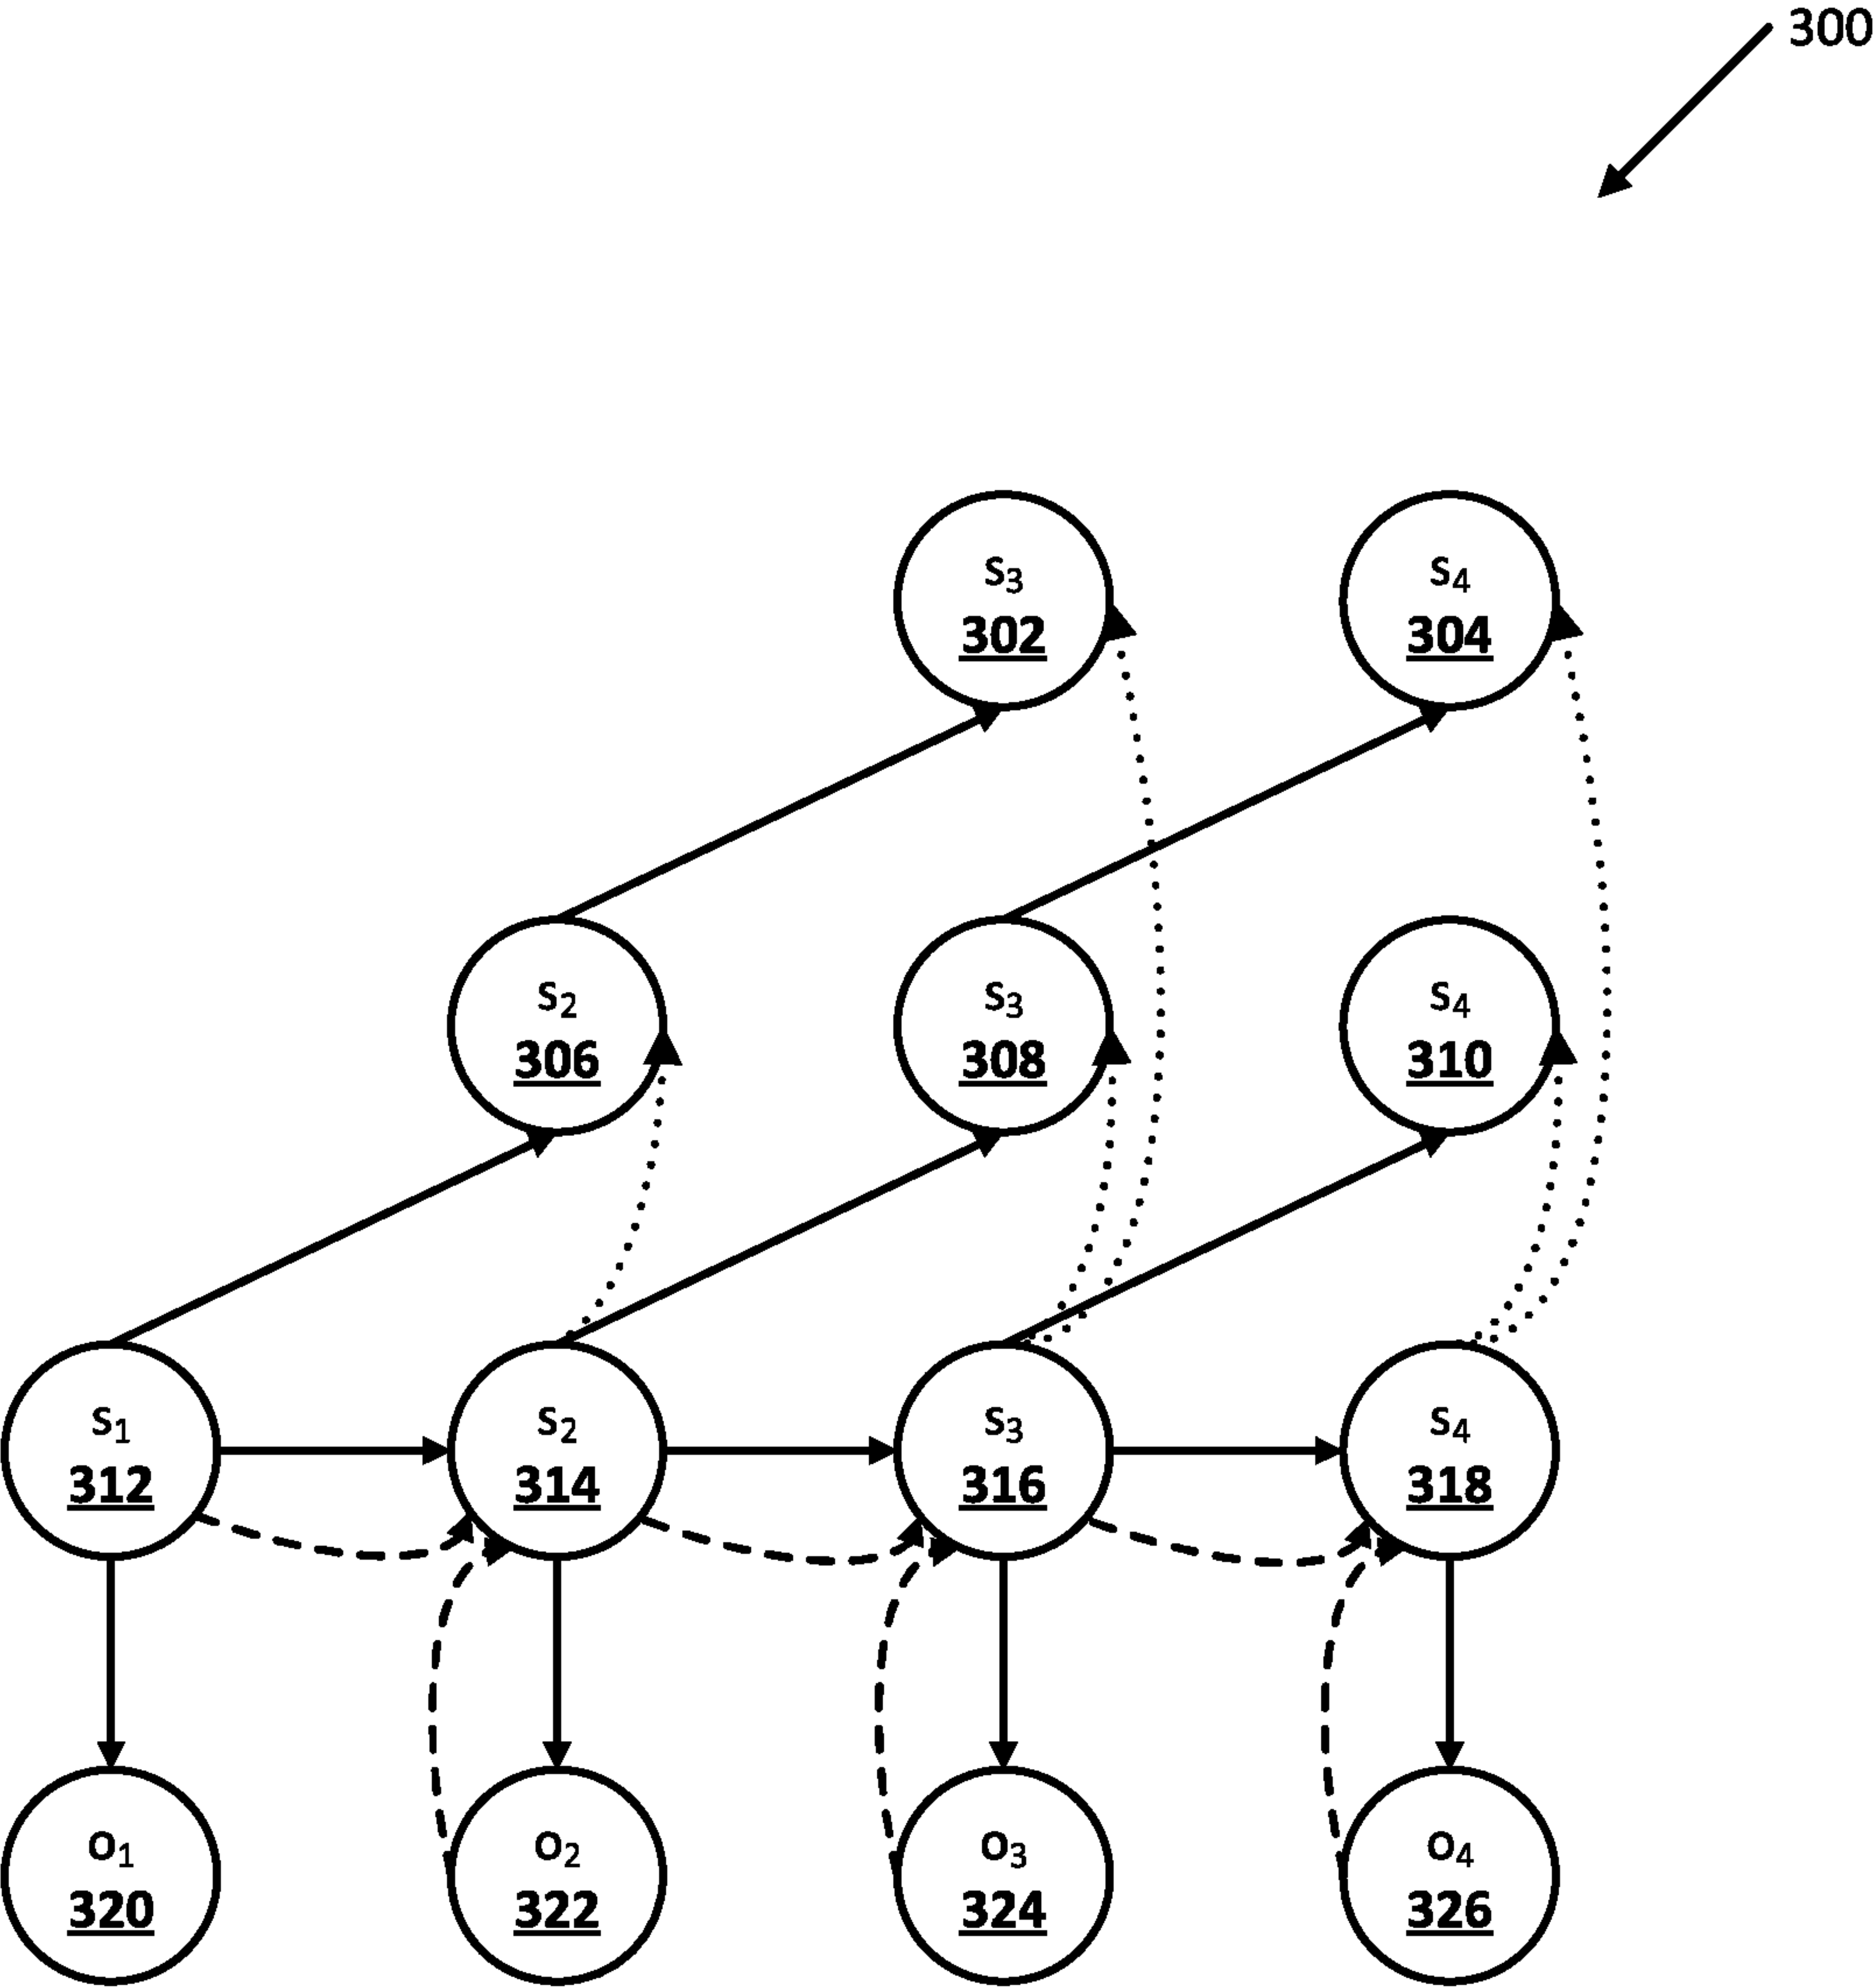 300
s₃
302
s₄
304
s₂
306
s₃
308
s₄
310
s₁
312
s₂
314
s₃
316
s₄
318
o₁
320
o₂
322
o₃
324
o₄
326